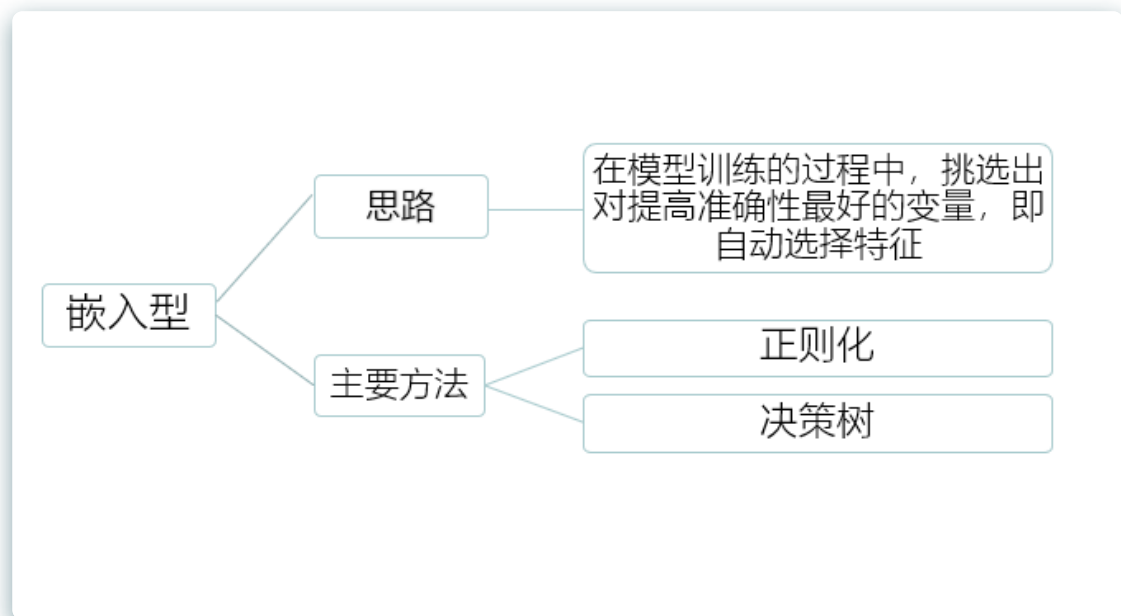 嵌入型
思路
在模型训练的过程中，挑选出
对提高准确性最好的变量，即
自动选择特征
主要方法
正则化
决策树